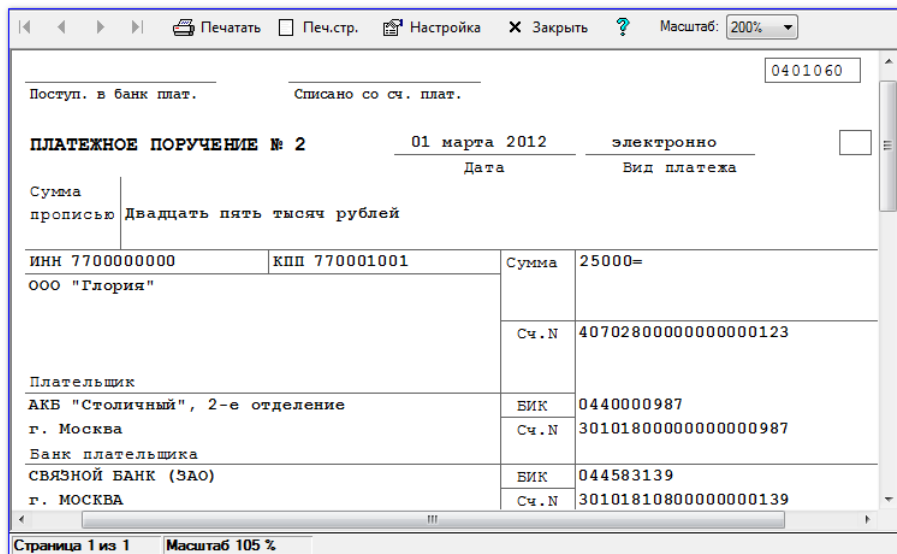 Печатать Печ.стр. Настройка Закрыть ? Масштаб: 200%
0401060
Поступ. в банк плат. Списано со сч. плат.
ПЛАТЕЖНОЕ ПОРУЧЕНИЕ № 2 01 марта 2012 электронно
Дата Вид платежа
Сумма
прописью Двадцать пять тысяч рублей
ИНН 7700000000 КПП 770001001 Сумма 25000=
ООО "Глория"
Сч.N 40702800000000000123
Плательщик
АКБ "Столичный", 2-е отделение БИК 0440000987
г. Москва Сч.N 30101800000000000987
Банк плательщика
СВЯЗНОЙ БАНК (ЗАО) БИК 044583139
г. МОСКВА Сч.N 30101810800000000139
Страница 1 из 1 Масштаб 105 %